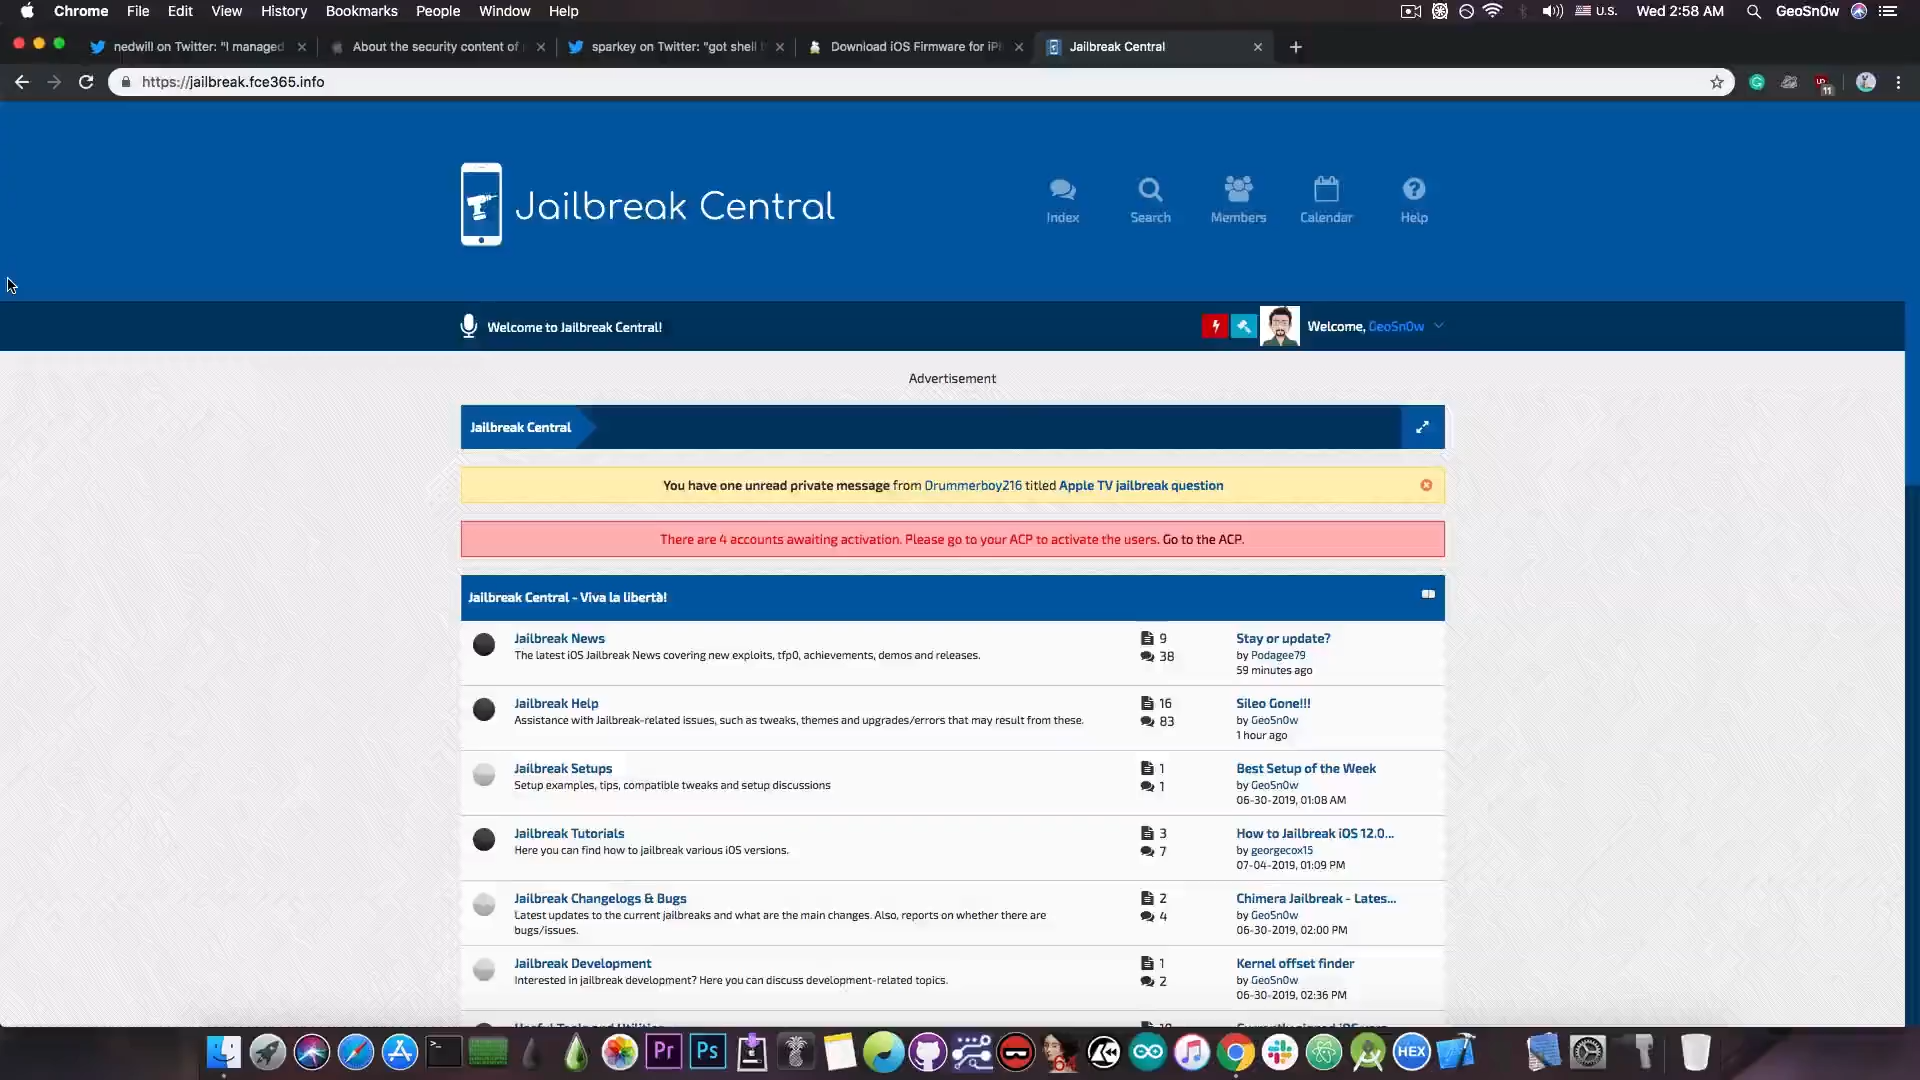 Chrome File Edit View History Bookmarks People Window Help U.S. Wed 2:58 AM GeoSn0w
nedwill on Twitter: "I managed
About the security content of
sparkey on Twitter: "got shell
Download iOS Firmware for iP
Jailbreak Central
https://jailbreak.fce365.info
11
Jailbreak Central
Index Search Members Calendar Help
Welcome to Jailbreak Central!
Welcome, GeoSn0w
Advertisement
Jailbreak Central
You have one unread private message from Drummerboy216 titled Apple TV jailbreak question
There are 4 accounts awaiting activation. Please go to your ACP to activate the users. Go to the ACP.
Jailbreak Central - Viva la libertà!
Jailbreak News
The latest iOS Jailbreak News covering new exploits, tfp0, achievements, demos and releases.
9
38
Stay or update?
by Podagee79
59 minutes ago
Jailbreak Help
Assistance with Jailbreak-related issues, such as tweaks, themes and upgrades/errors that may result from these.
16
83
Sileo Gone!!!
by GeoSn0w
1 hour ago
Jailbreak Setups
Setup examples, tips, compatible tweaks and setup discussions
1
1
Best Setup of the Week
by GeoSn0w
06-30-2019, 01:08 AM
Jailbreak Tutorials
Here you can find how to jailbreak various iOS versions.
3
7
How to Jailbreak iOS 12.0...
by georgecox15
07-04-2019, 01:09 PM
Jailbreak Changelogs & Bugs
Latest updates to the current jailbreaks and what are the main changes. Also, reports on whether there are
bugs/issues.
2
4
Chimera Jailbreak - Lates...
by GeoSn0w
06-30-2019, 02:00 PM
Jailbreak Development
Interested in jailbreak development? Here you can discuss development-related topics.
1
2
Kernel offset finder
by GeoSn0w
06-30-2019, 02:36 PM
Pr
Ps
64
HEX